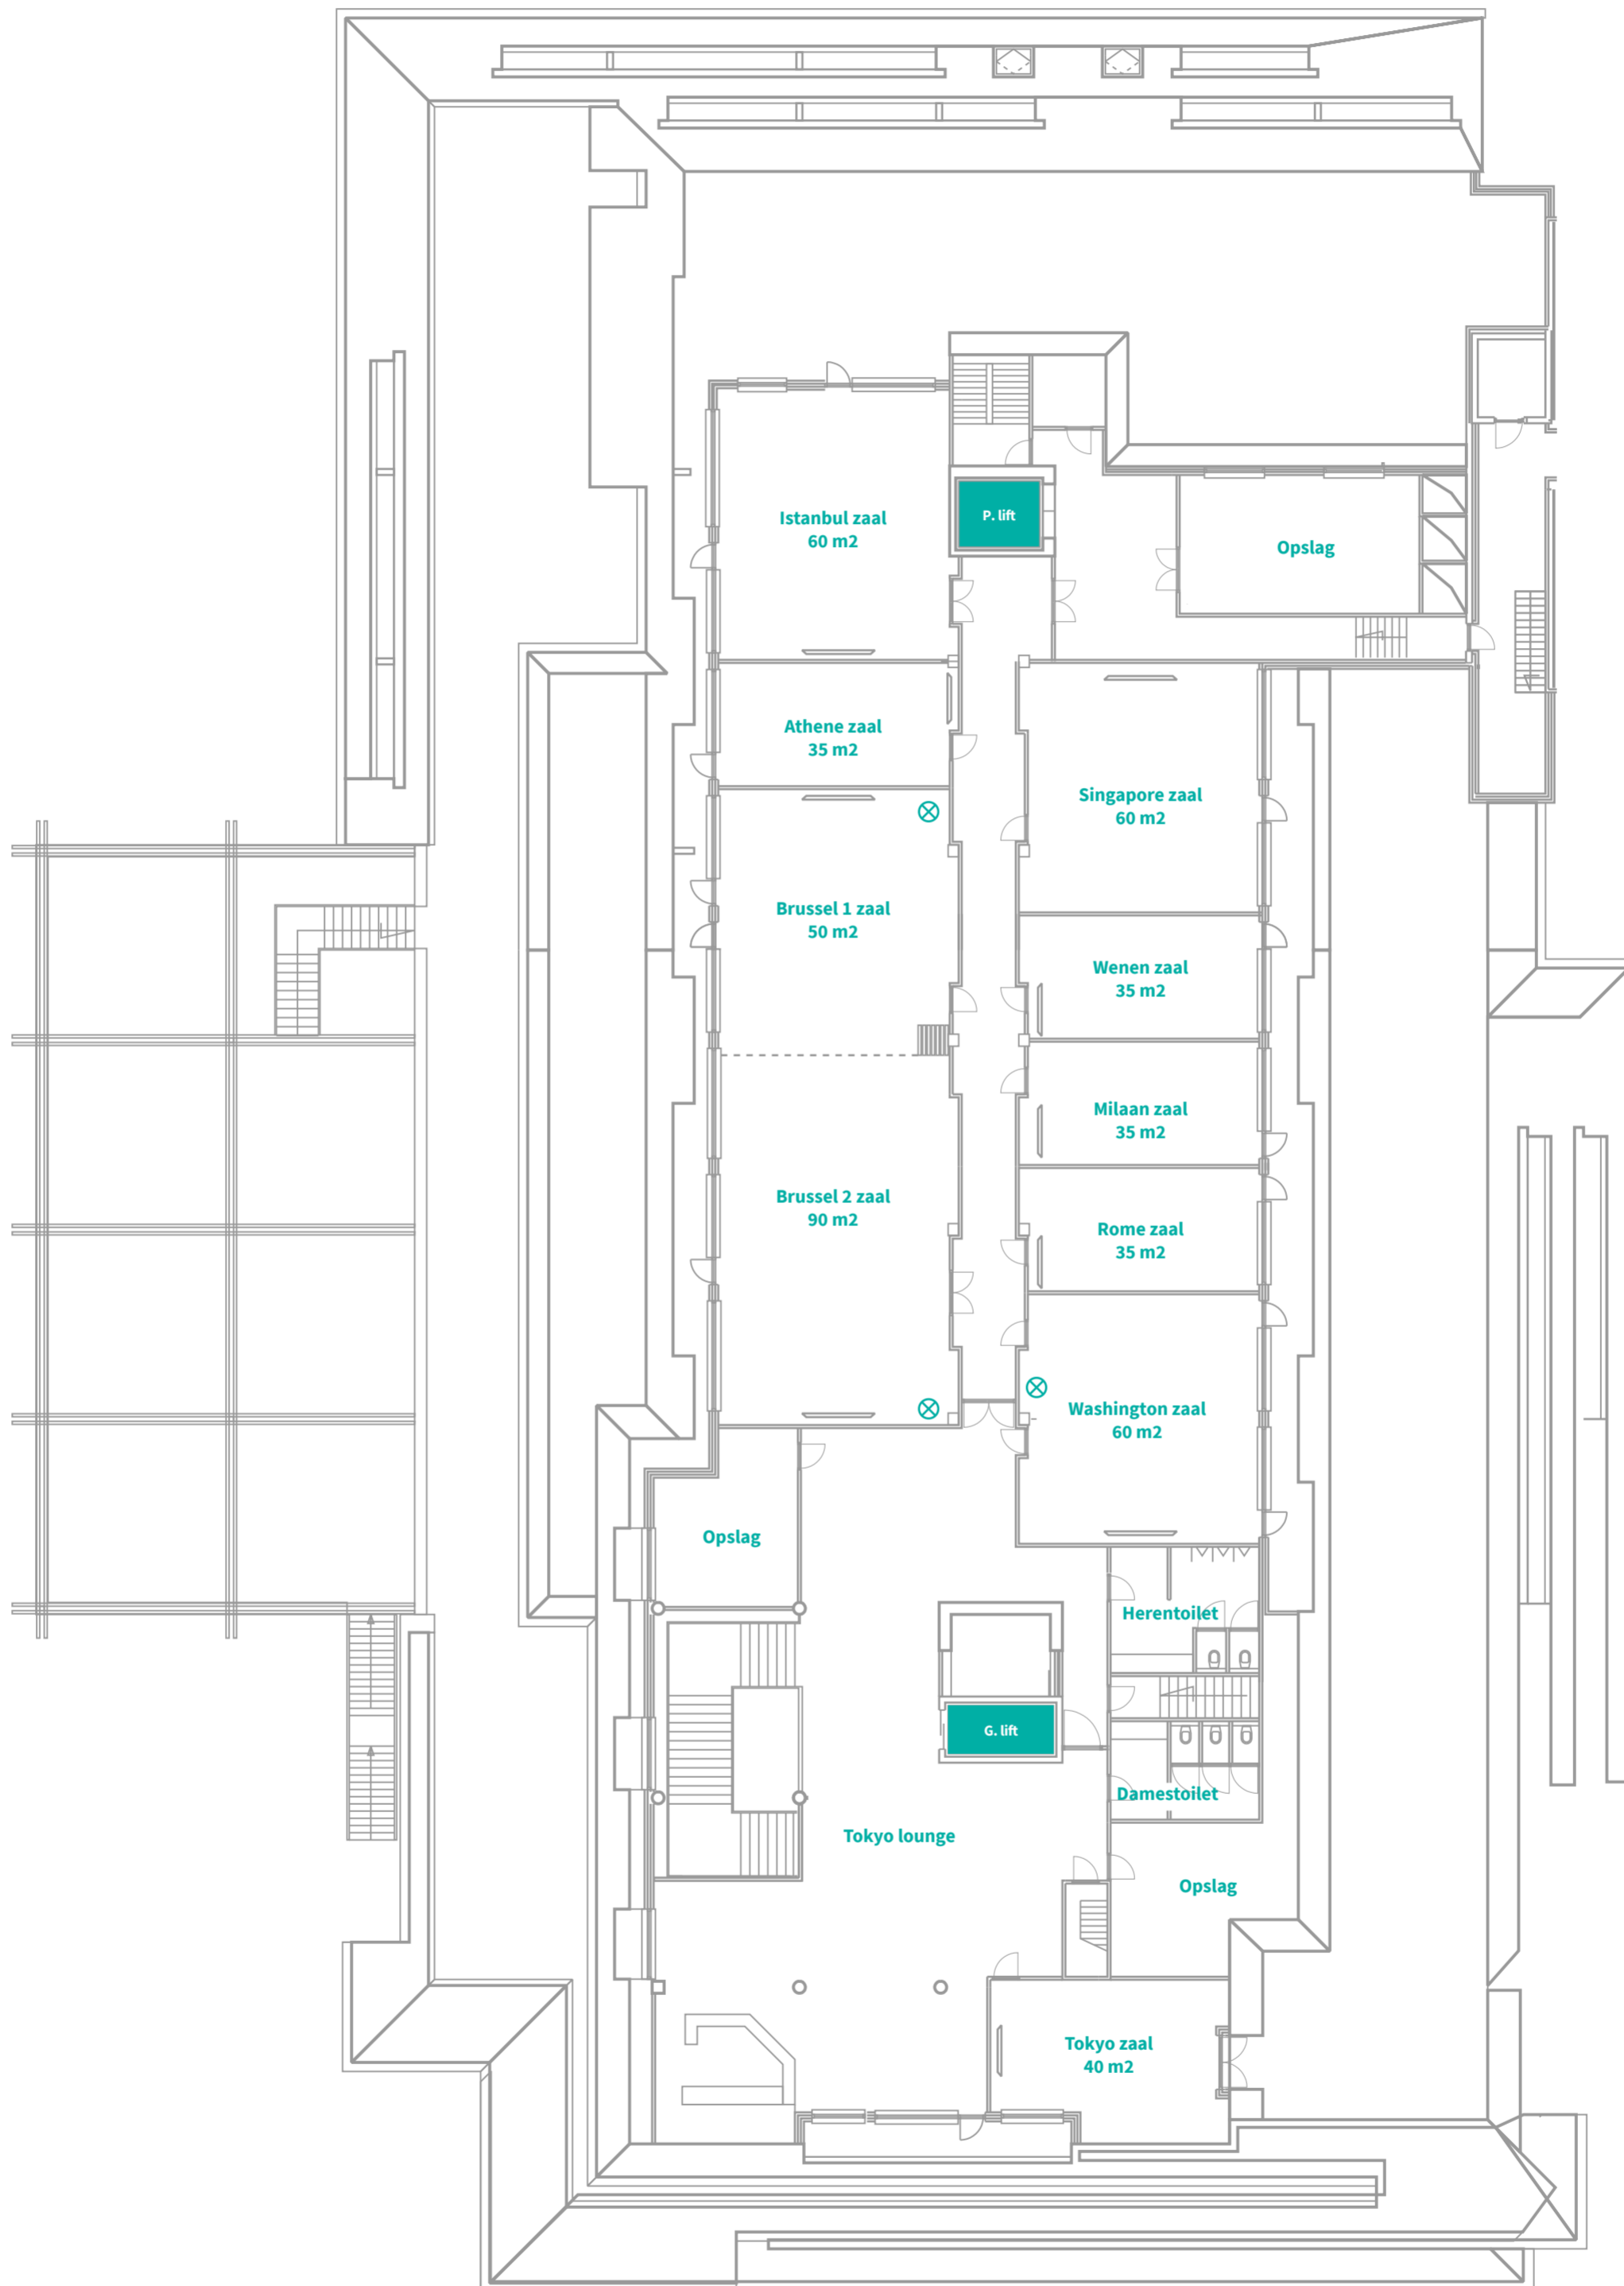 P. lift
Istanbul zaal
60 m2
Opslag
Athene zaal
35 m2
Singapore zaal
60 m2
Brussel 1 zaal
50 m2
Wenen zaal
35 m2
Milaan zaal
35 m2
Brussel 2 zaal
90 m2
Rome zaal
35 m2
Washington zaal
60 m2
Opslag
Herentoilet
G. lift
Damestoilet
Tokyo lounge
Opslag
Tokyo zaal
40 m2